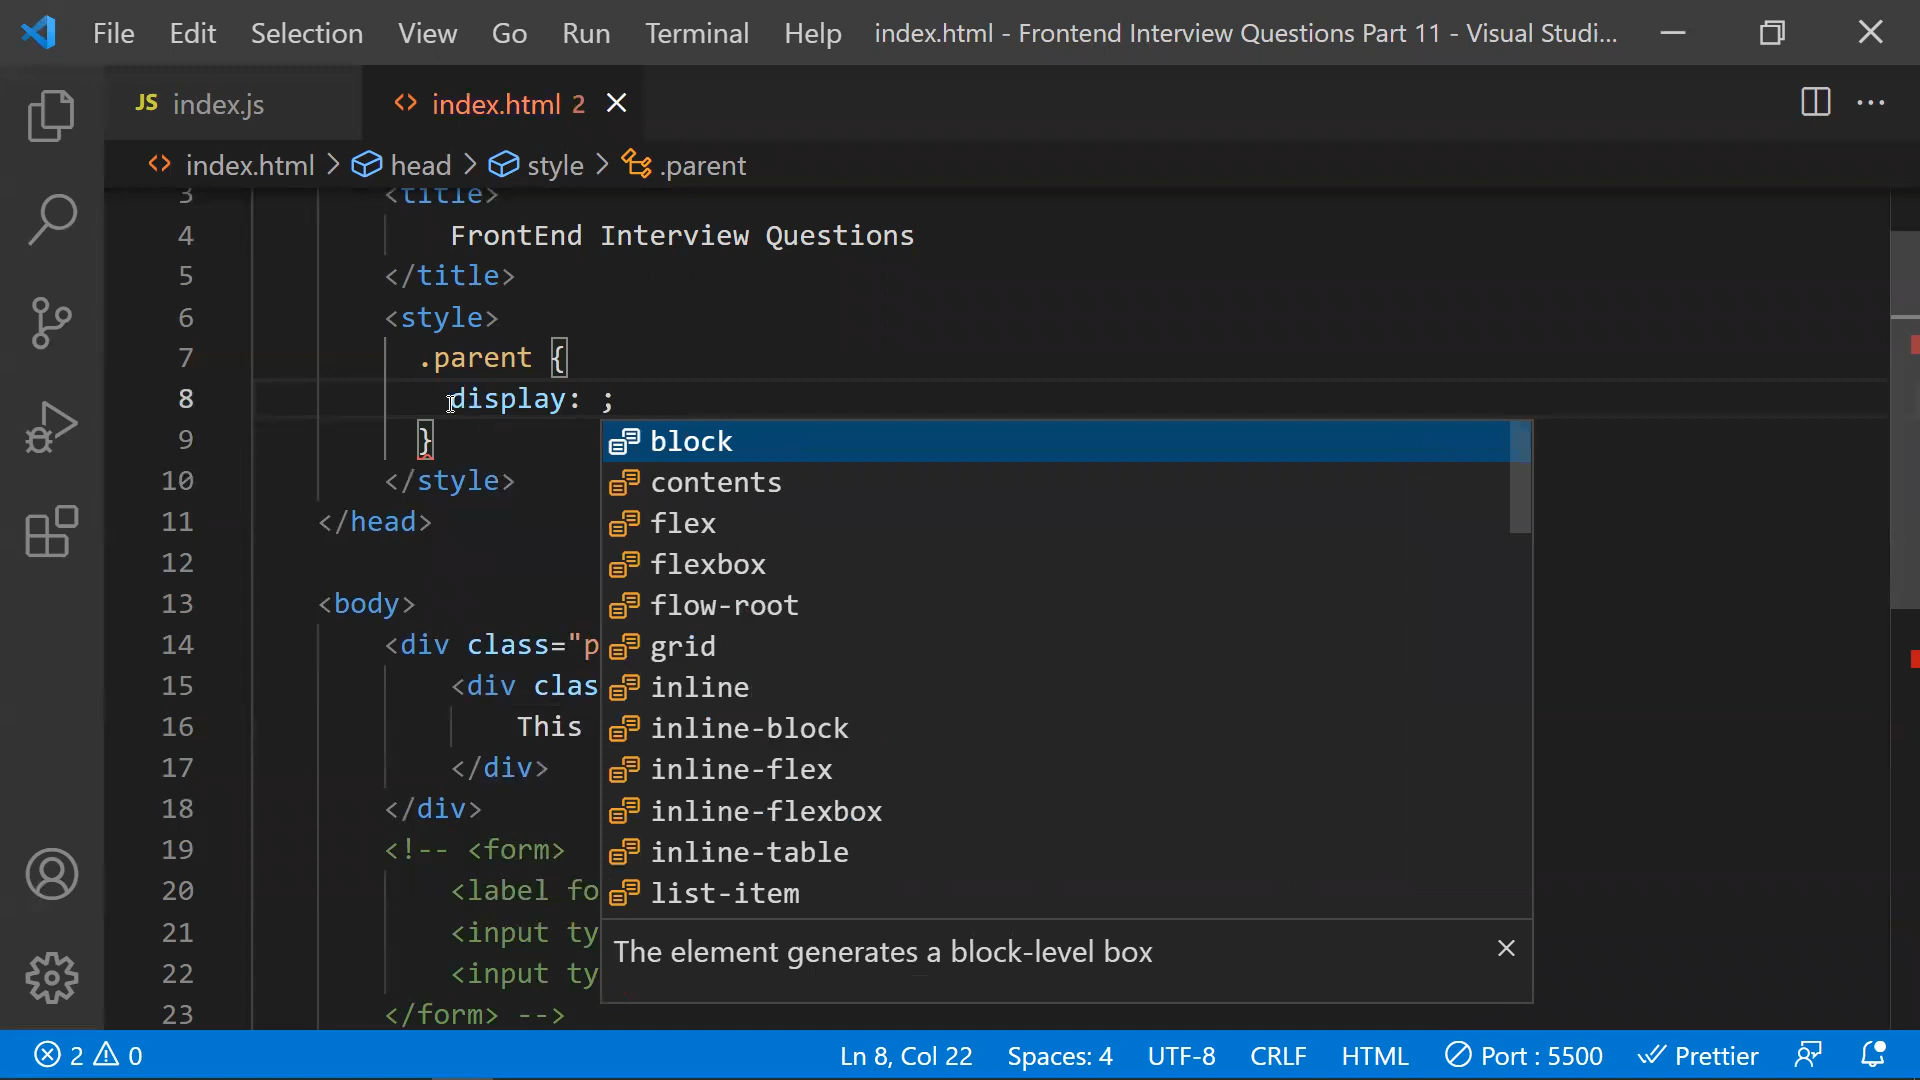 File Edit Selection View Go Run Terminal Help index.html - Frontend Interview Questions Part 11 - Visual Studi...
JS index.js <> index.html 2
<> index.html > head > style > .parent
3 <title>
4 FrontEnd Interview Questions
5 </title>
6 <style>
7 .parent {
8 display: ;
9 }
10 </style>
11 </head>
12
13 <body>
14 <div class="p
15 <div clas
16 This
17 </div>
18 </div>
19 <!-- <form>
20 <label fo
21 <input ty
22 <input ty
23 </form> -->
block
contents
flex
flexbox
flow-root
grid
inline
inline-block
inline-flex
inline-flexbox
inline-table
list-item
The element generates a block-level box
2 0 Ln 8, Col 22 Spaces: 4 UTF-8 CRLF HTML Port : 5500 Prettier